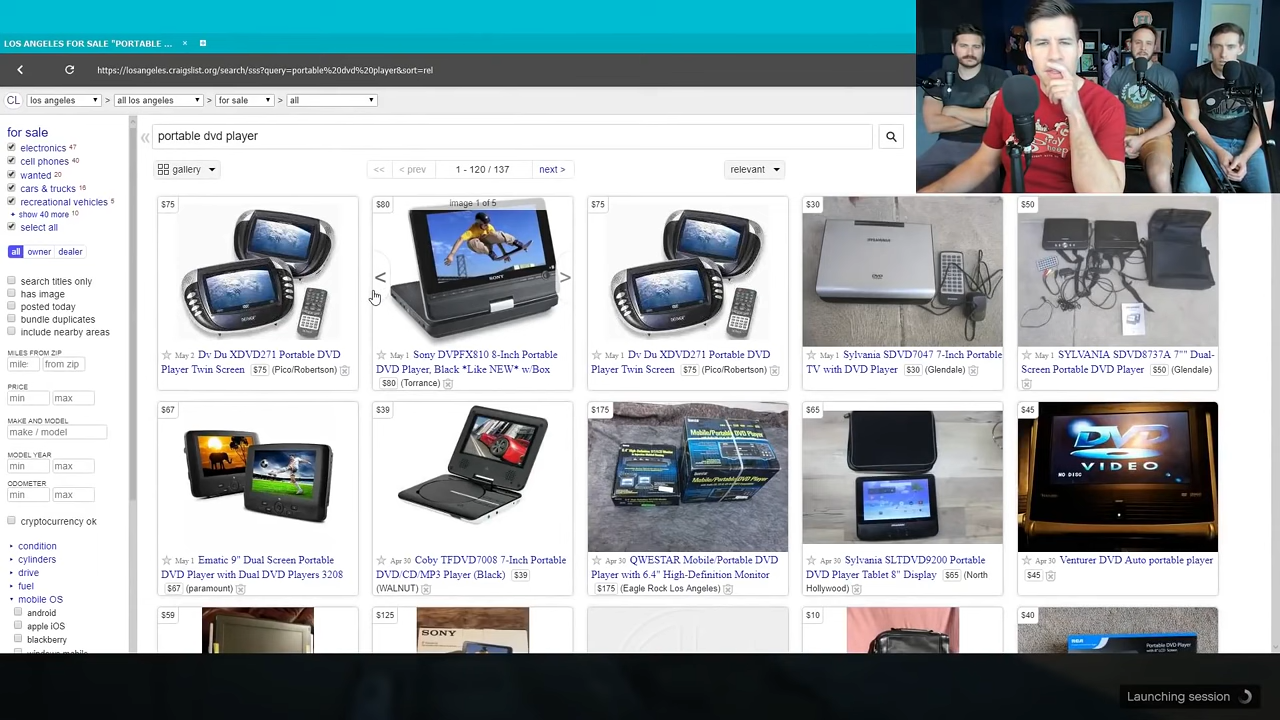 LOS ANGELES FOR SALE "PORTABLE ...
https://losangeles.craigslist.org/search/sss?query=portable%20dvd%20player&sort=rel
CL los angeles > all los angeles > for sale > all
for sale
electronics 47
cell phones 40
wanted 20
cars & trucks 16
recreational vehicles 5
+ show 40 more 10
select all
all owner dealer
search titles only
has image
posted today
bundle duplicates
include nearby areas
MILES FROM ZIP
mile: from zip
PRICE
min max
MAKE AND MODEL
make / model
MODEL YEAR
min max
ODOMETER
min max
cryptocurrency ok
condition
cylinders
drive
fuel
mobile OS
android
apple iOS
blackberry
windows mobile
portable dvd player
gallery
<< < prev 1 - 120 / 137 next >
relevant
$75
May 2 Dv Du XDVD271 Portable DVD
Player Twin Screen $75 (Pico/Robertson)
$80
image 1 of 5
< >
SONY
May 1 Sony DVPFX810 8-Inch Portable
DVD Player, Black *Like NEW* w/Box
$80 (Torrance)
$75
May 1 Dv Du XDVD271 Portable DVD
Player Twin Screen $75 (Pico/Robertson)
$30
SYLVANIA
May 1 Sylvania SDVD7047 7-Inch Portable
TV with DVD Player $30 (Glendale)
$50
May 1 SYLVANIA SDVD8737A 7"" Dual-
Screen Portable DVD Player $50 (Glendale)
$67
May 1 Ematic 9" Dual Screen Portable
DVD Player with Dual DVD Players 3208
$67 (paramount)
$39
Apr 30 Coby TFDVD7008 7-Inch Portable
DVD/CD/MP3 Player (Black) $39
(WALNUT)
$175
Mobile/Portable DVD Player
Apr 30 QWESTAR Mobile/Portable DVD
Player with 6.4" High-Definition Monitor
$175 (Eagle Rock Los Angeles)
$65
Apr 30 Sylvania SLTDVD9200 Portable
DVD Player Tablet 8" Display $65 (North
Hollywood)
$45
DVD
VIDEO
NO DISC
Apr 30 Venturer DVD Auto portable player
$45
$59
$125
SONY
$10
$40
RCA
Launching session